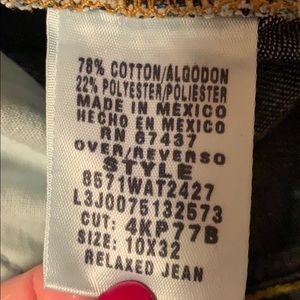 78% COTTON/ALGODON
22% POLYESTER/POLIESTER
MADE IN MEXICO
HECHO EN MEXICO
RN 67437
OVER/REVERSO
STYLE
8571WAT2427
L3J0075132573
CUT: 4KP77B
SIZE: 10X32
RELAXED JEAN